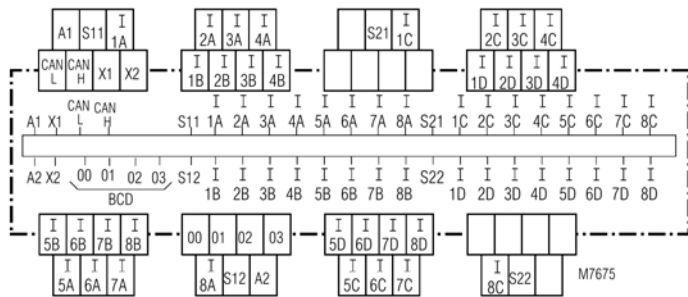 A1 S11 I 1A
I 2A I 3A I 4A
S21 I 1C
I 2C I 3C I 4C
CAN L CAN H X1 X2
I 1B I 2B I 3B I 4B
I 1D I 2D I 3D I 4D
A1 X1 CAN L CAN H S11 I 1A I 2A I 3A I 4A I 5A I 6A I 7A I 8A S21 I 1C I 2C I 3C I 4C I 5C I 6C I 7C I 8C
A2 X2 00 01 02 03 S12 I 1B I 2B I 3B I 4B I 5B I 6B I 7B I 8B S22 I 1D I 2D I 3D I 4D I 5D I 6D I 7D I 8D
BCD
I 5B I 6B I 7B I 8B
00 01 02 03
I 5D I 6D I 7D I 8D
I 5A I 6A I 7A
I 8A S12 A2
I 5C I 6C I 7C
I 8C S22
M7675